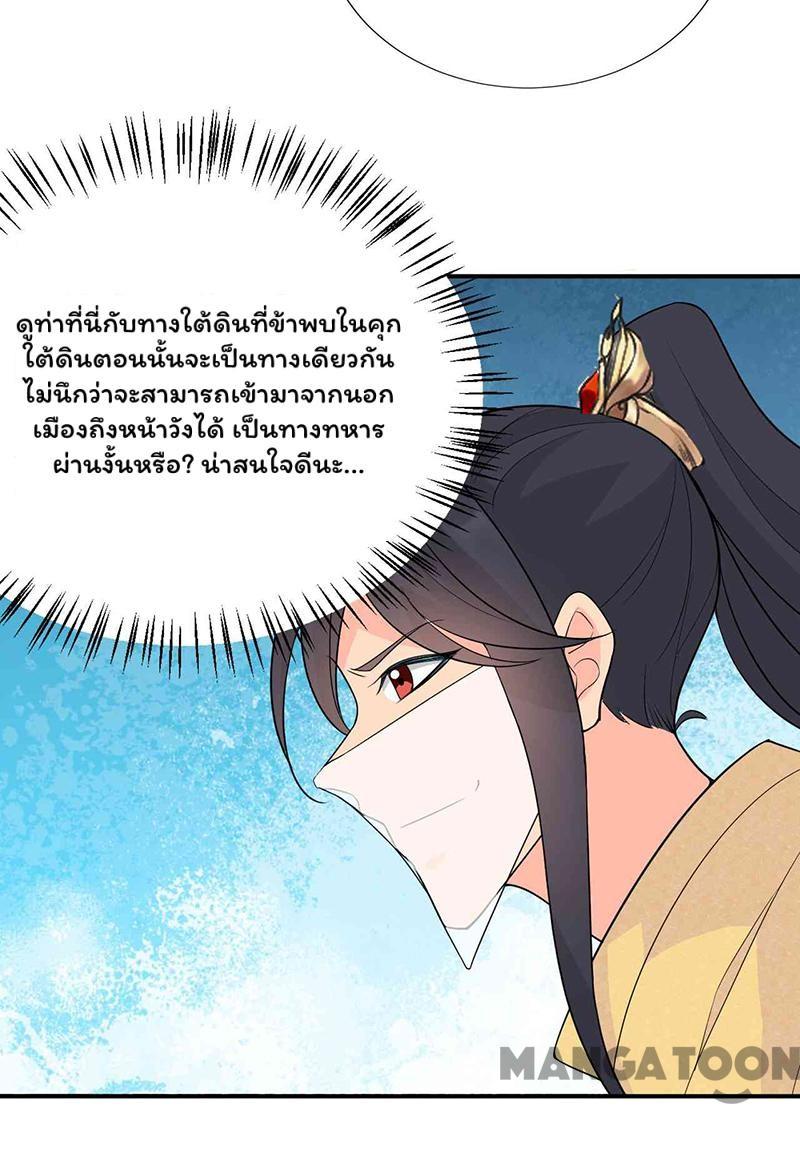 ดูท่าที่นี่กับทางใต้ดินที่ข้าพบในคุก
ใต้ดินตอนนั้นจะเป็นทางเดียวกัน
ไม่นึกว่าจะสามารถเข้ามาจากนอก
เมืองถึงหน้าวังได้ เป็นทางทหาร
ผ่านงั้นหรือ? น่าสนใจดีนะ...
MANGATOON